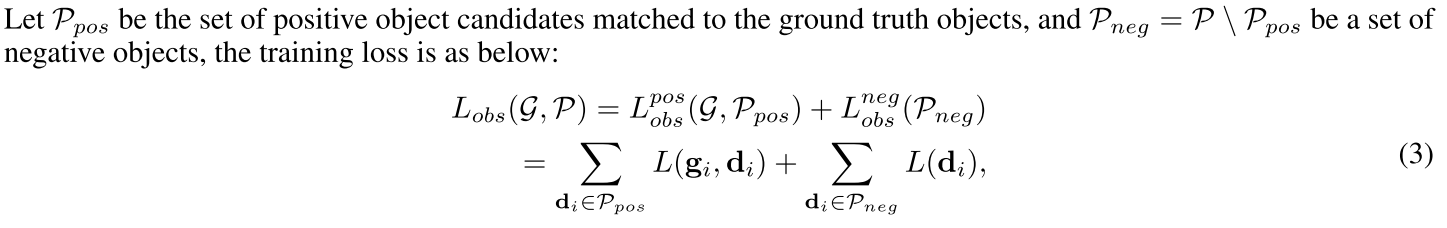 Let 𝒫_pos be the set of positive object candidates matched to the ground truth objects, and 𝒫_neg = 𝒫 \ 𝒫_pos be a set of
negative objects, the training loss is as below:
L_obs(𝒢, 𝒫) = L_obs^pos(𝒢, 𝒫_pos) + L_obs^neg(𝒫_neg)
= ∑_{𝐝_i∈𝒫_pos} L(𝐠_i, 𝐝_i) + ∑_{𝐝_i∈𝒫_neg} L(𝐝_i), (3)